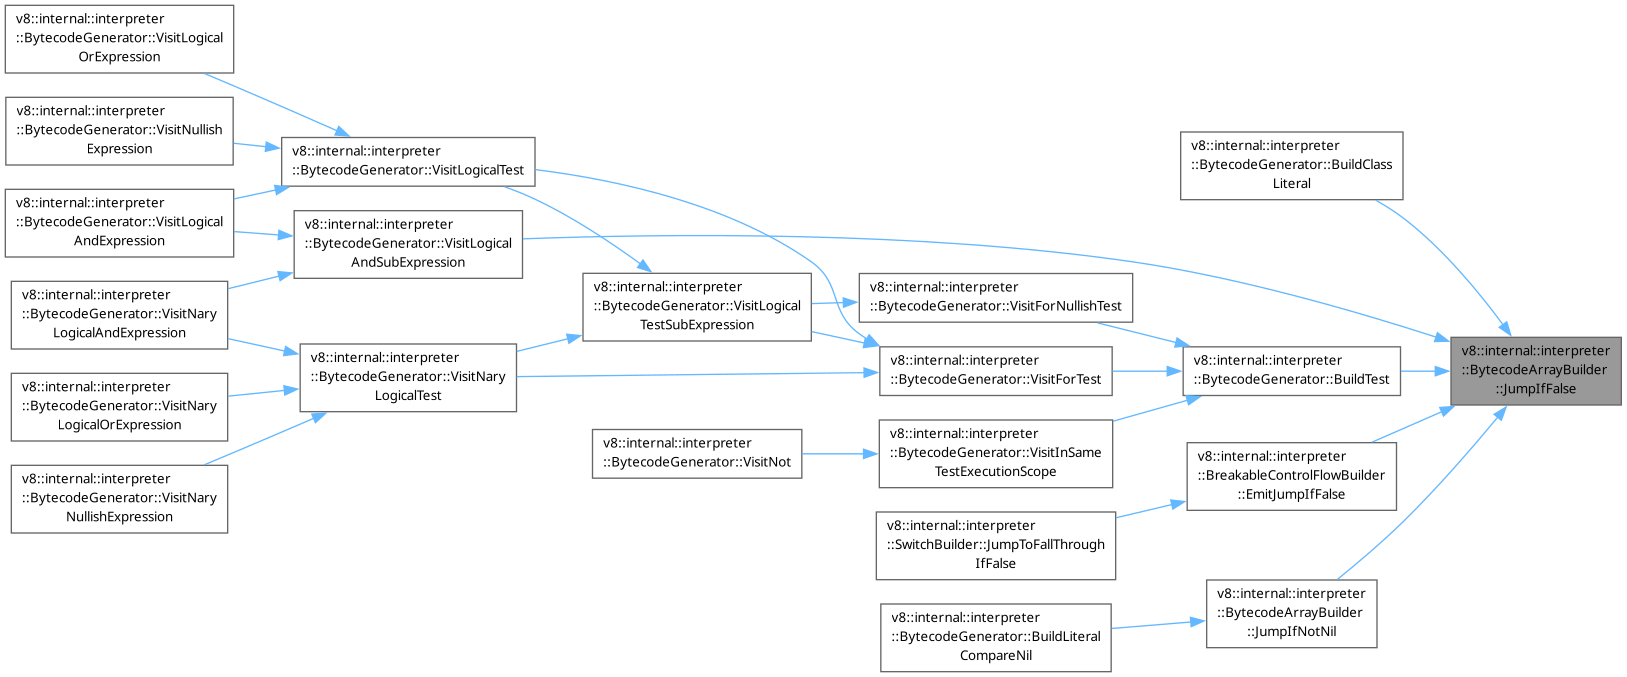 v8::internal::interpreter
::BytecodeGenerator::VisitLogical
OrExpression
v8::internal::interpreter
::BytecodeGenerator::VisitNullish
Expression
v8::internal::interpreter
::BytecodeGenerator::VisitLogical
AndExpression
v8::internal::interpreter
::BytecodeGenerator::VisitNary
LogicalAndExpression
v8::internal::interpreter
::BytecodeGenerator::VisitNary
LogicalOrExpression
v8::internal::interpreter
::BytecodeGenerator::VisitNary
NullishExpression
v8::internal::interpreter
::BytecodeGenerator::VisitLogicalTest
v8::internal::interpreter
::BytecodeGenerator::VisitLogical
AndSubExpression
v8::internal::interpreter
::BytecodeGenerator::VisitNary
LogicalTest
v8::internal::interpreter
::BytecodeGenerator::VisitLogical
TestSubExpression
v8::internal::interpreter
::BytecodeGenerator::VisitNot
v8::internal::interpreter
::BytecodeGenerator::VisitForNullishTest
v8::internal::interpreter
::BytecodeGenerator::VisitForTest
v8::internal::interpreter
::BytecodeGenerator::VisitInSame
TestExecutionScope
v8::internal::interpreter
::SwitchBuilder::JumpToFallThrough
IfFalse
v8::internal::interpreter
::BytecodeGenerator::BuildLiteral
CompareNil
v8::internal::interpreter
::BytecodeGenerator::BuildClass
Literal
v8::internal::interpreter
::BytecodeGenerator::BuildTest
v8::internal::interpreter
::BreakableControlFlowBuilder
::EmitJumpIfFalse
v8::internal::interpreter
::BytecodeArrayBuilder
::JumpIfNotNil
v8::internal::interpreter
::BytecodeArrayBuilder
::JumpIfFalse